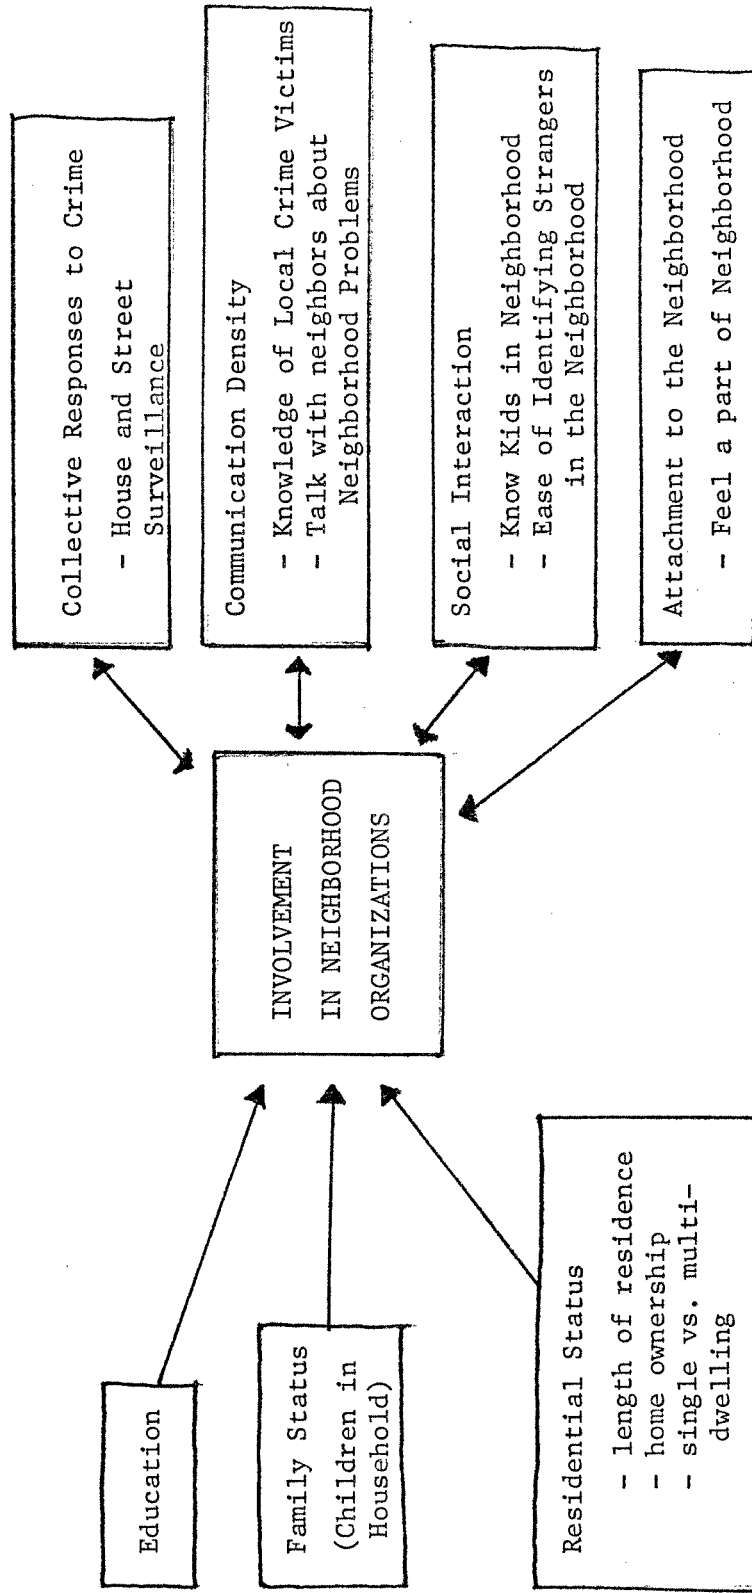 Education
Family Status
(Children in
Household)
Residential Status
- length of residence
- home ownership
- single vs. multi-
dwelling
INVOLVEMENT
IN NEIGHBORHOOD
ORGANIZATIONS
Collective Responses to Crime
- House and Street
Surveillance
Communication Density
- Knowledge of Local Crime Victims
- Talk with neighbors about
Neighborhood Problems
Social Interaction
- Know Kids in Neighborhood
- Ease of Identifying Strangers
in the Neighborhood
Attachment to the Neighborhood
- Feel a part of Neighborhood